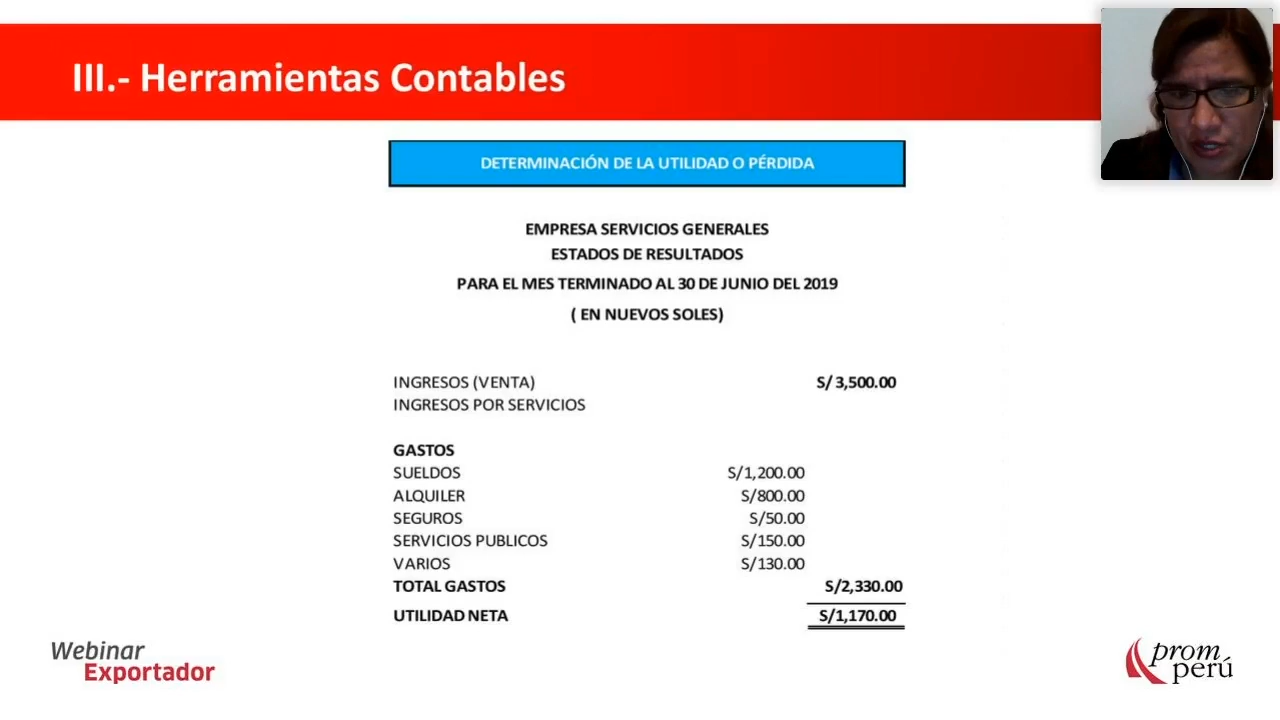 III.- Herramientas Contables
DETERMINACIÓN DE LA UTILIDAD O PÉRDIDA
EMPRESA SERVICIOS GENERALES
ESTADOS DE RESULTADOS
PARA EL MES TERMINADO AL 30 DE JUNIO DEL 2019
( EN NUEVOS SOLES)
INGRESOS (VENTA) S/ 3,500.00
INGRESOS POR SERVICIOS
GASTOS
SUELDOS S/1,200.00
ALQUILER S/800.00
SEGUROS S/50.00
SERVICIOS PUBLICOS S/150.00
VARIOS S/130.00
TOTAL GASTOS S/2,330.00
UTILIDAD NETA S/1,170.00
Webinar
Exportador
prom
perú